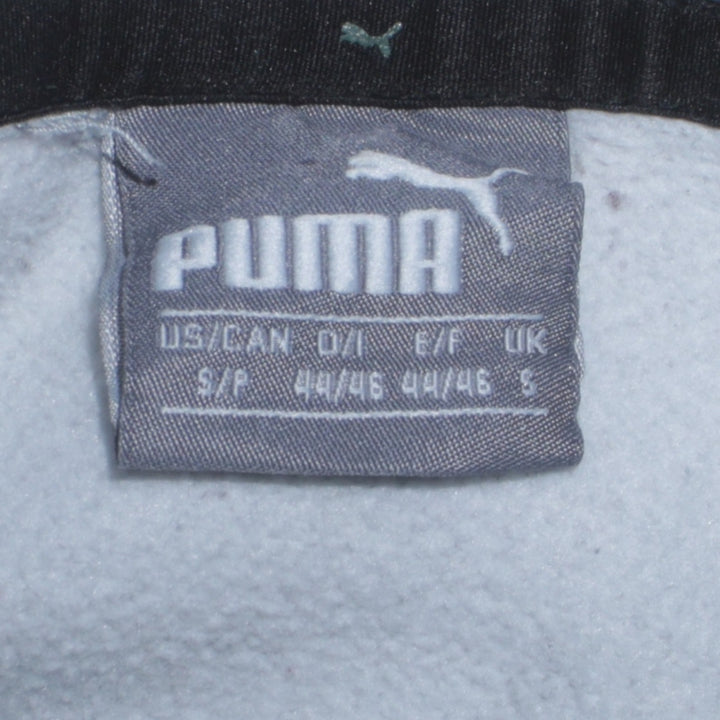 PUMA
US/CAN D/I E/F UK
S/P 44/46 44/46 S